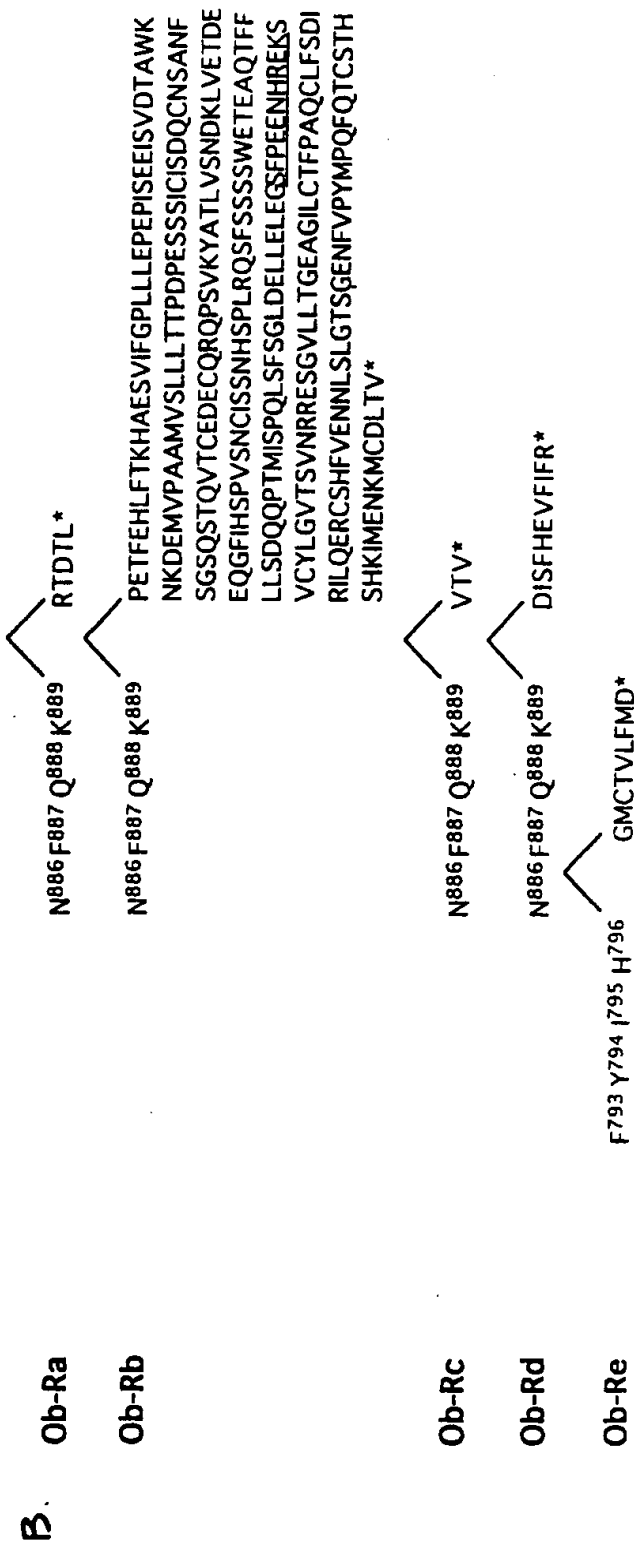 B.
Ob-Ra N886 F887 Q888 K889 RTDTL*
Ob-Rb N886 F887 Q888 K889 PETFEHLFTKHAESVIFGPLLLEPEPISEEISVDTAWK
NKDEMVPAAMVSLLLTTPDPESSSICISDQCNSANF
SGSQSTQVTCEDECQRQPSVKYATLVSNDKLVETDE
EQGFIHSPVSNCISSNHSPLRQSFSSSSWETEAQTFF
LLSDQQPTMISPQLSFSGLDELLELEGSFPEENHREKS
VCYLGVTSVNRRESGVLLTGEAGILCTFPAQCLFSDI
RILQERCSHFVENNLSLGTSGENFVPYMPQFQTCSTH
SHKIMENKMCDLTV*
Ob-Rc N886 F887 Q888 K889 VTV*
Ob-Rd N886 F887 Q888 K889 DISFHEVFIFR*
Ob-Re F793 Y794 I795 H796 GMCTVLFMD*